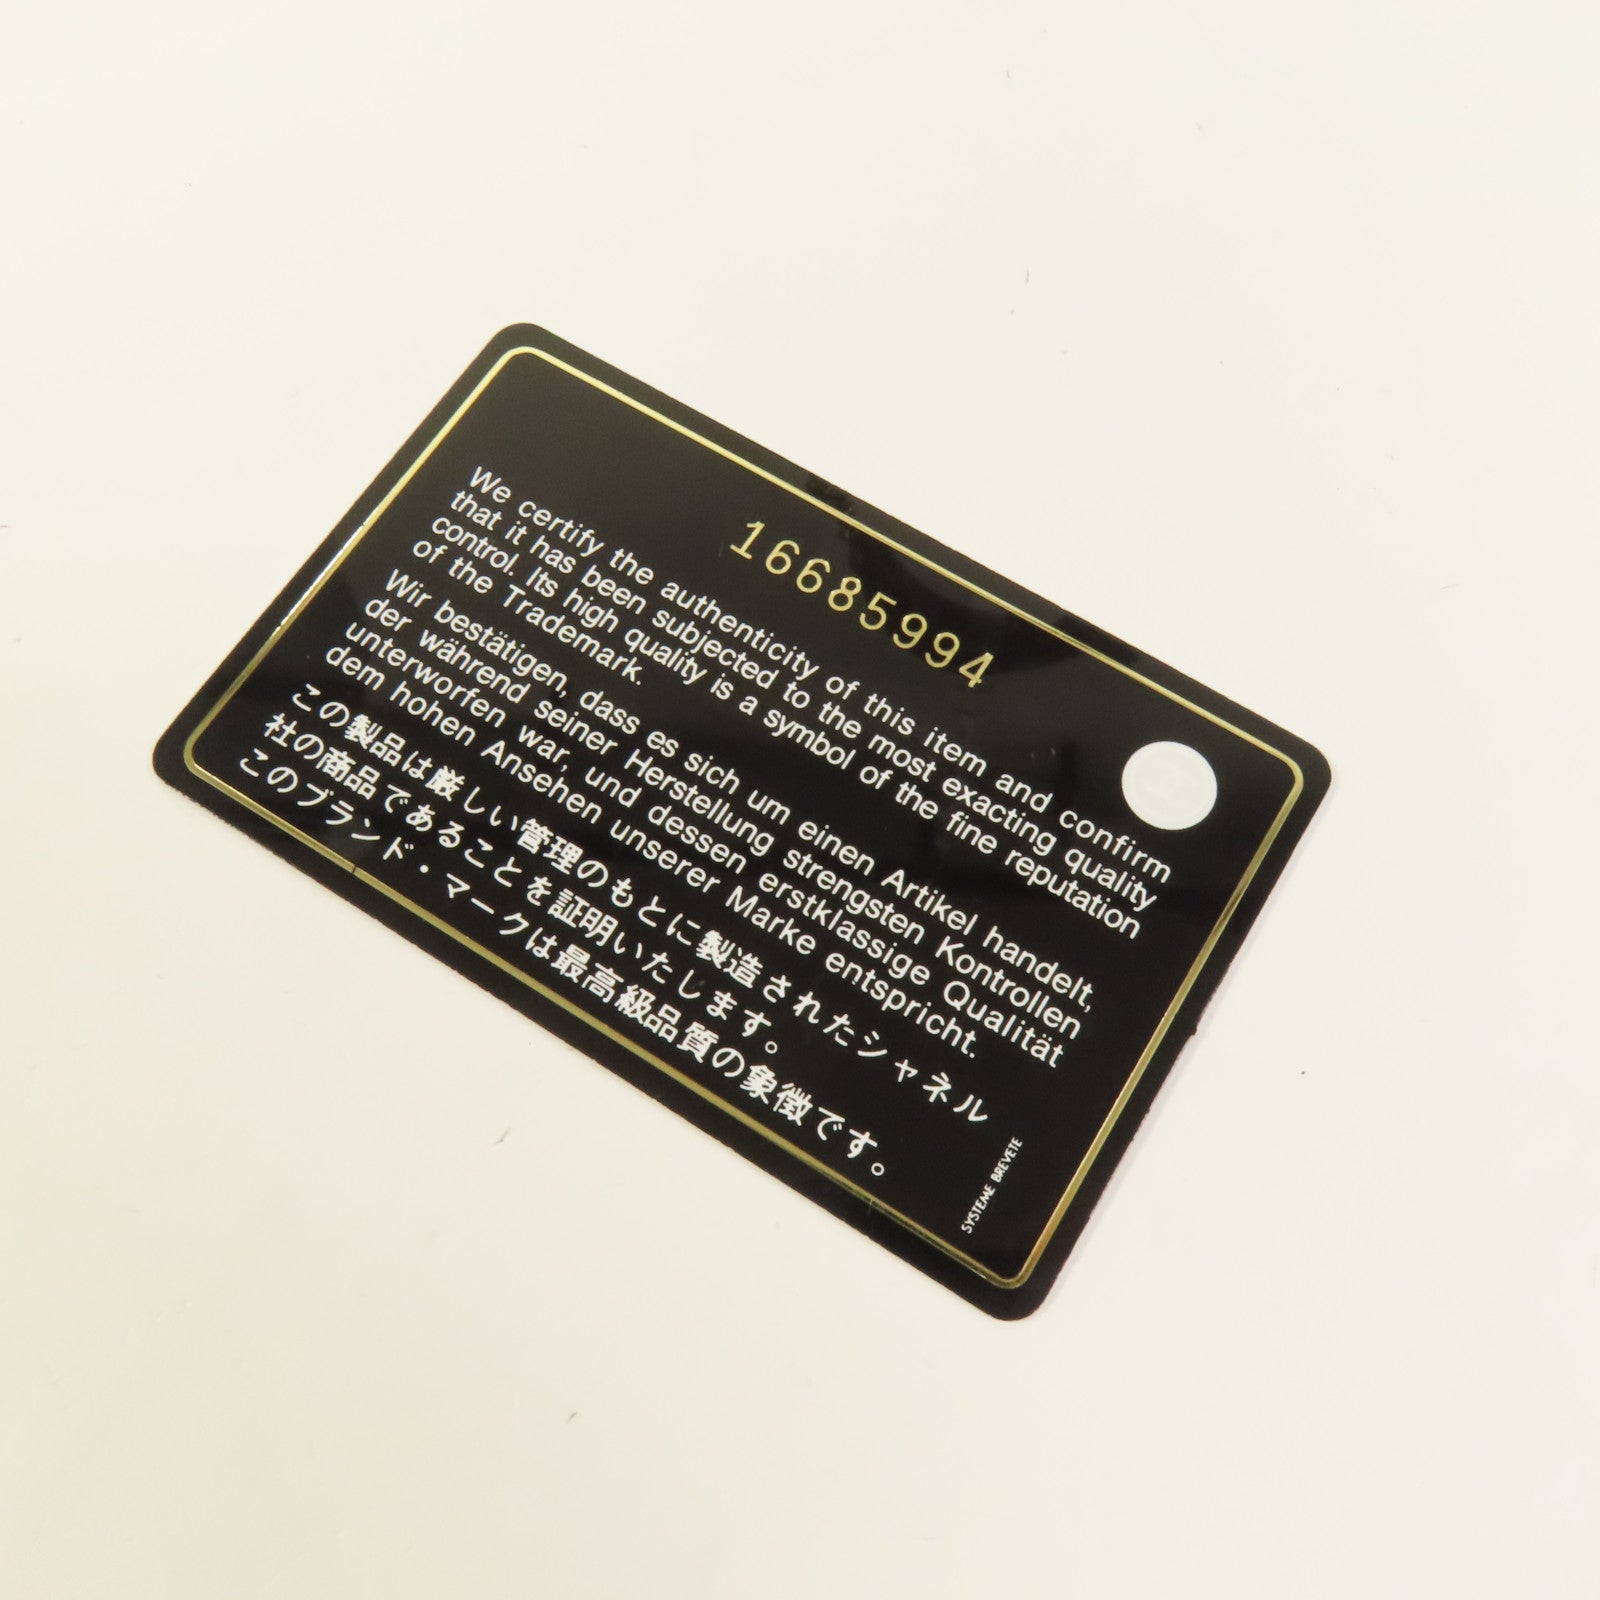 16685994
We certify the authenticity of this item and confirm
that it has been subjected to the most exacting quality
control. Its high quality is a symbol of the fine reputation
of the Trademark.
Wir bestätigen, dass es sich um einen Artikel handelt,
der während seiner Herstellung strengsten Kontrollen
unterworfen war, und dessen erstklassige Qualität
dem hohen Ansehen unserer Marke entspricht.
この製品は厳しい管理のもとに製造されたシャネル
社の商品であることを証明いたします。
このブランド・マークは最高級品質の象徴です。
SYSTEME BREVETE